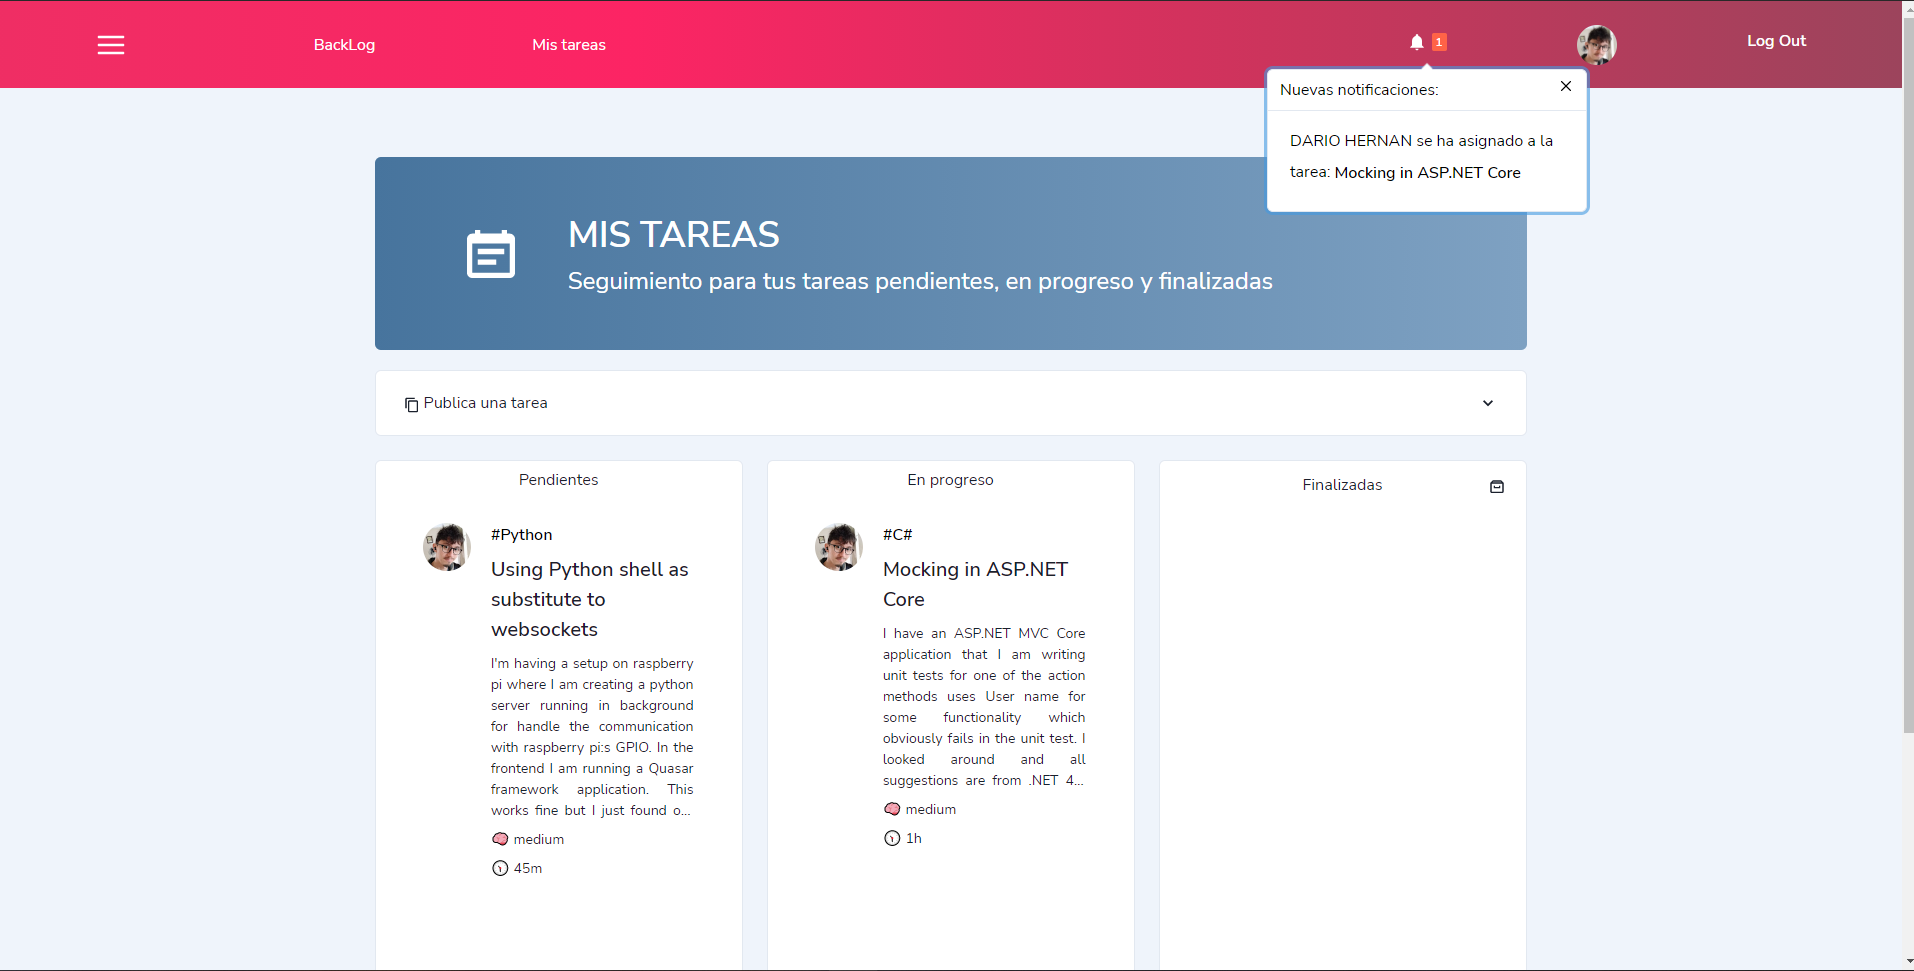 BackLog
Mis tareas
1
Log Out
Nuevas notificaciones:
DARIO HERNAN se ha asignado a la
tarea: Mocking in ASP.NET Core
MIS TAREAS
Seguimiento para tus tareas pendientes, en progreso y finalizadas
Publica una tarea
Pendientes
#Python
Using Python shell as
substitute to
websockets
I'm having a setup on raspberry
pi where I am creating a python
server running in background
for handle the communication
with raspberry pi:s GPIO. In the
frontend I am running a Quasar
framework application. This
works fine but I just found o...
medium
45m
En progreso
#C#
Mocking in ASP.NET
Core
I have an ASP.NET MVC Core
application that I am writing
unit tests for one of the action
methods uses User name for
some functionality which
obviously fails in the unit test. I
looked around and all
suggestions are from .NET 4...
medium
1h
Finalizadas